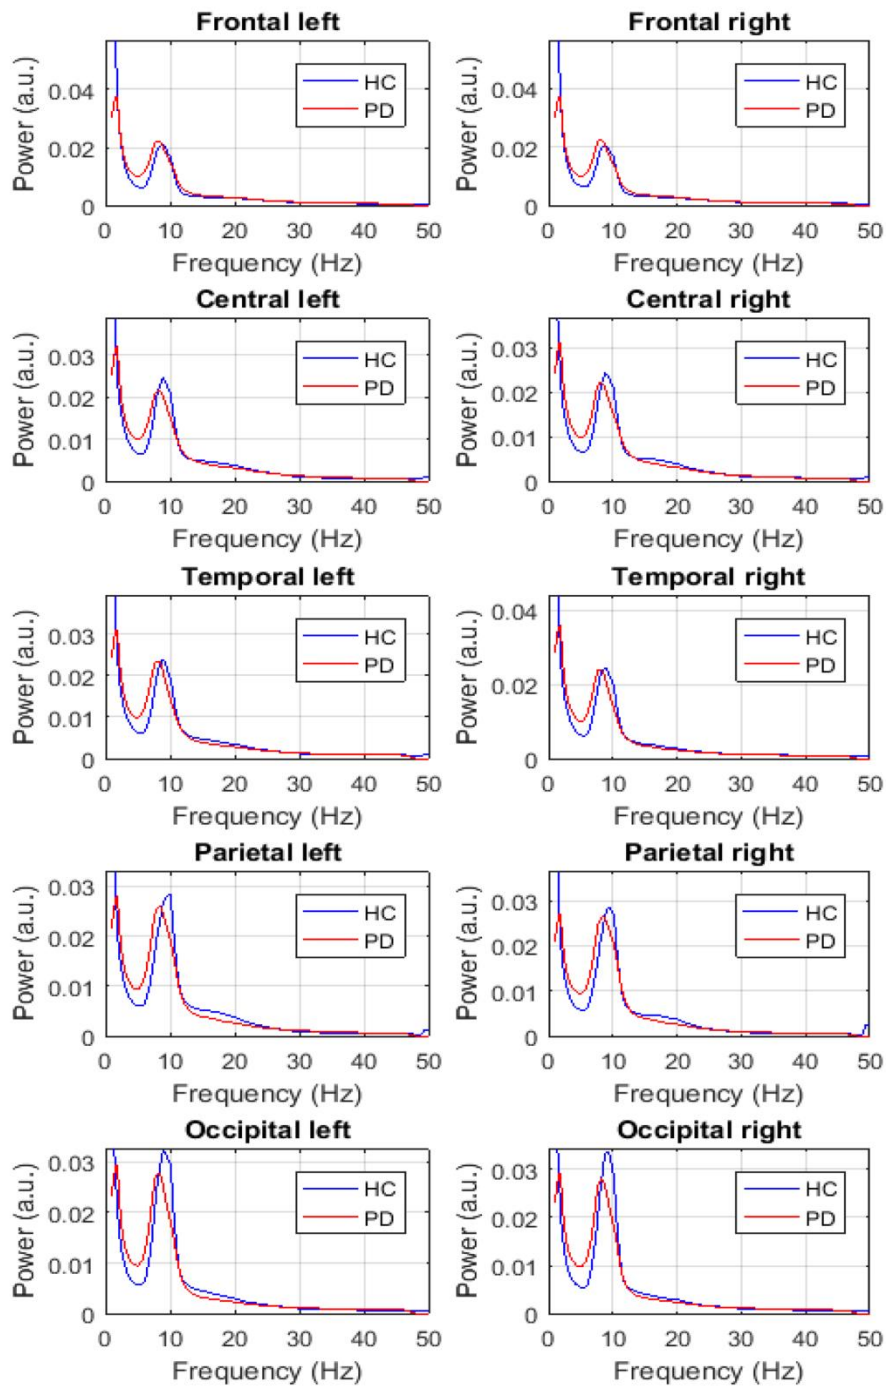 Frontal left
Power (a.u.)
0.04
0.02
0
HC
PD
0 10 20 30 40 50
Frequency (Hz)
Frontal right
Power (a.u.)
0.04
0.02
0
HC
PD
0 10 20 30 40 50
Frequency (Hz)
Central left
Power (a.u.)
0.03
0.02
0.01
0
HC
PD
0 10 20 30 40 50
Frequency (Hz)
Central right
Power (a.u.)
0.03
0.02
0.01
0
HC
PD
0 10 20 30 40 50
Frequency (Hz)
Temporal left
Power (a.u.)
0.03
0.02
0.01
0
HC
PD
0 10 20 30 40 50
Frequency (Hz)
Temporal right
Power (a.u.)
0.04
0.02
0
HC
PD
0 10 20 30 40 50
Frequency (Hz)
Parietal left
Power (a.u.)
0.03
0.02
0.01
0
HC
PD
0 10 20 30 40 50
Frequency (Hz)
Parietal right
Power (a.u.)
0.03
0.02
0.01
0
HC
PD
0 10 20 30 40 50
Frequency (Hz)
Occipital left
Power (a.u.)
0.03
0.02
0.01
0
HC
PD
0 10 20 30 40 50
Frequency (Hz)
Occipital right
Power (a.u.)
0.03
0.02
0.01
0
HC
PD
0 10 20 30 40 50
Frequency (Hz)